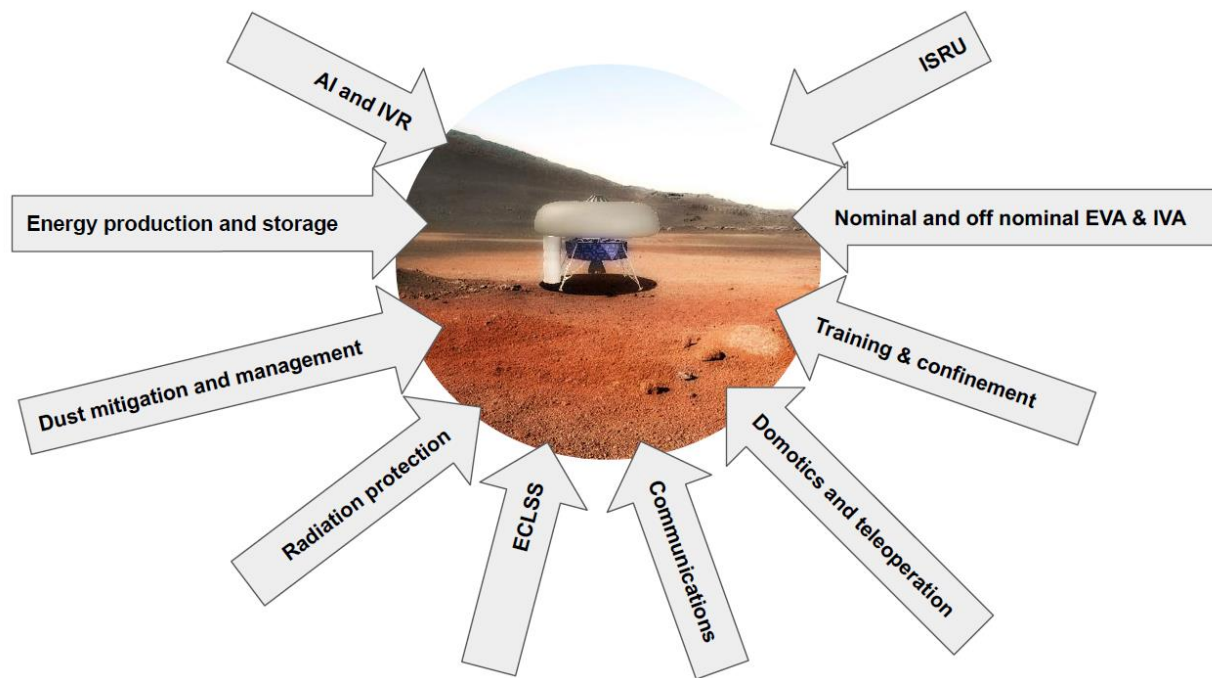 AI and IVR
ISRU
Energy production and storage
Nominal and off nominal EVA & IVA
Dust mitigation and management
Training & confinement
Radiation protection
Domotics and teleoperation
ECLSS
Communications